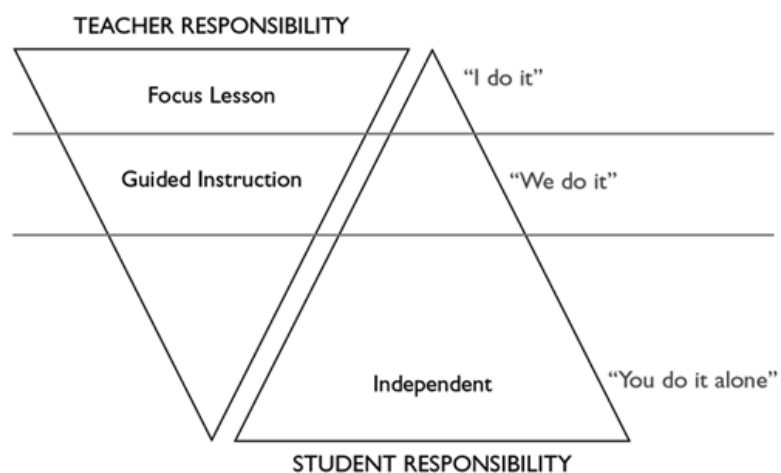 TEACHER RESPONSIBILITY
Focus Lesson
“I do it”
Guided Instruction
“We do it”
Independent
“You do it alone”
STUDENT RESPONSIBILITY